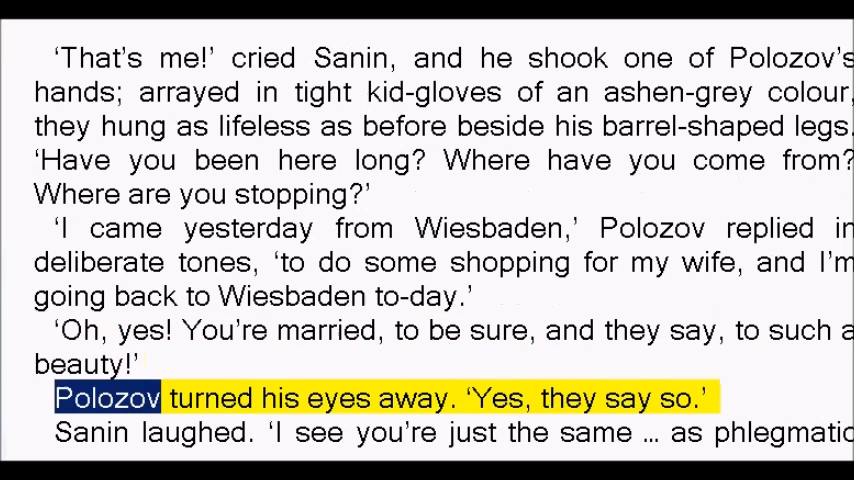 ‘That’s me!’ cried Sanin, and he shook one of Polozov’s
hands; arrayed in tight kid-gloves of an ashen-grey colour,
they hung as lifeless as before beside his barrel-shaped legs.
‘Have you been here long? Where have you come from?
Where are you stopping?’
‘I came yesterday from Wiesbaden,’ Polozov replied in
deliberate tones, ‘to do some shopping for my wife, and I’m
going back to Wiesbaden to-day.’
‘Oh, yes! You’re married, to be sure, and they say, to such a
beauty!’
Polozov turned his eyes away. ‘Yes, they say so.’
Sanin laughed. ‘I see you’re just the same ... as phlegmatic